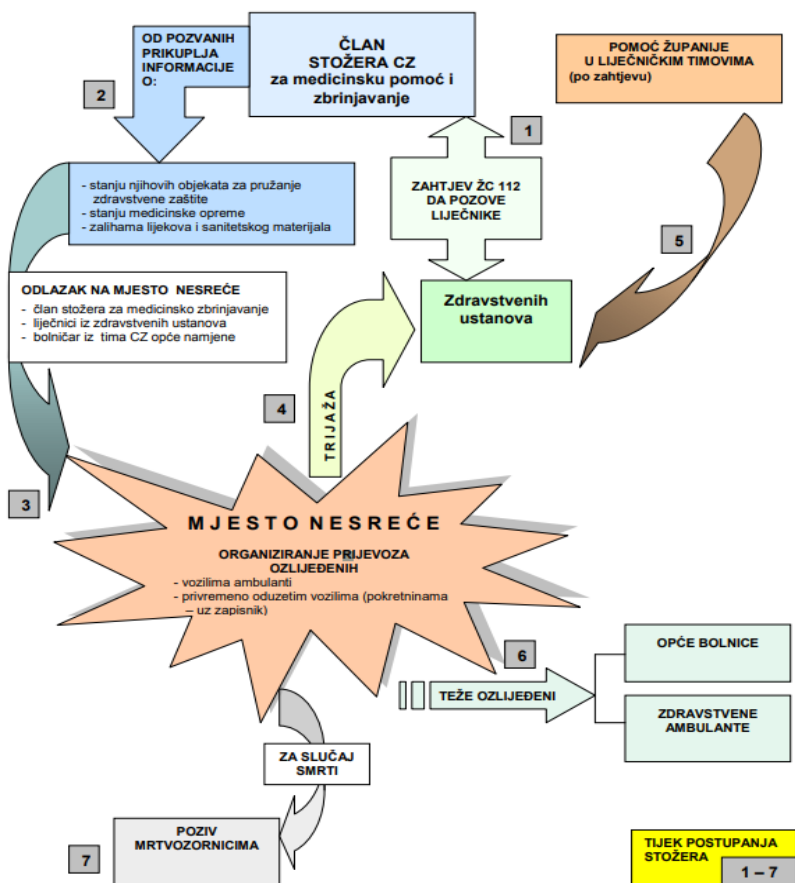 OD POZVANIH
PRIKUPLJA
INFORMACIJE
O:
2
ČLAN
STOŽERA CZ
za medicinsku pomoć i
zbrinjavanje
POMOĆ ŽUPANIJE
U LIJEČNIČKIM TIMOVIMA
(po zahtjevu)
1
- stanju njihovih objekata za pružanje
zdravstvene zaštite
- stanju medicinske opreme
- zalihama lijekova i sanitetskog materijala
ZAHTJEV ŽC 112
DA POZOVE
LIJEČNIKE
5
ODLAZAK NA MJESTO NESREĆE
- član stožera za medicinsko zbrinjavanje
- liječnici iz zdravstvenih ustanova
- bolničar iz tima CZ opće namjene
Zdravstvenih
ustanova
4
TRIJAŽA
3
MJESTO NESREĆE
ORGANIZIRANJE PRIJEVOZA
OZLIJEĐENIH
- vozilima ambulanti
- privremeno oduzetim vozilima (pokretninama
– uz zapisnik)
6
TEŽE OZLIJEĐENI
OPĆE BOLNICE
ZDRAVSTVENE
AMBULANTE
ZA SLUČAJ
SMRTI
7
POZIV
MRTVOZORNICIMA
TIJEK POSTUPANJA
STOŽERA
1 – 7